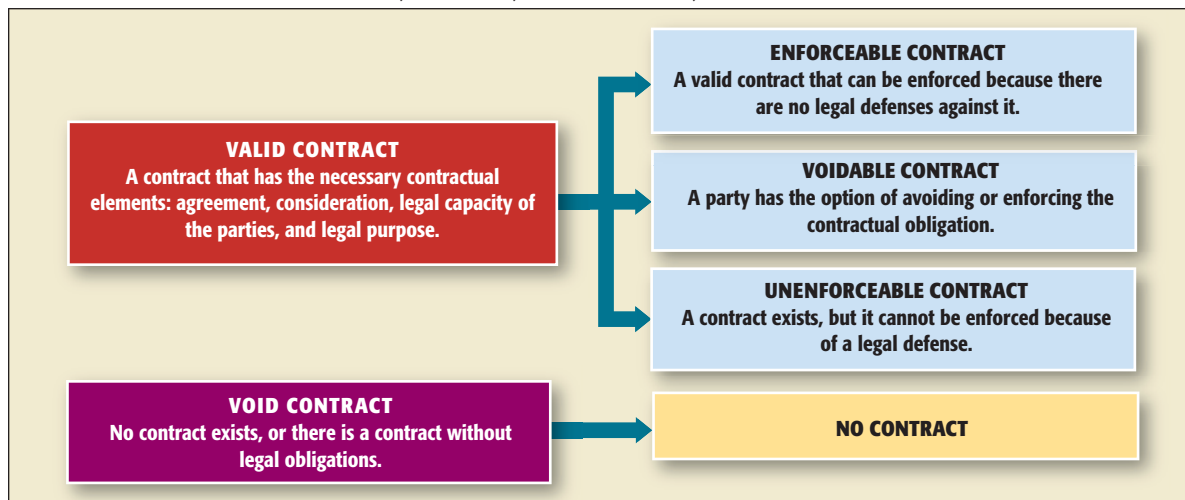 VALID CONTRACT
A contract that has the necessary contractual
elements: agreement, consideration, legal capacity of
the parties, and legal purpose.
ENFORCEABLE CONTRACT
A valid contract that can be enforced because there
are no legal defenses against it.
VOIDABLE CONTRACT
A party has the option of avoiding or enforcing the
contractual obligation.
UNENFORCEABLE CONTRACT
A contract exists, but it cannot be enforced because
of a legal defense.
VOID CONTRACT
No contract exists, or there is a contract without
legal obligations.
NO CONTRACT